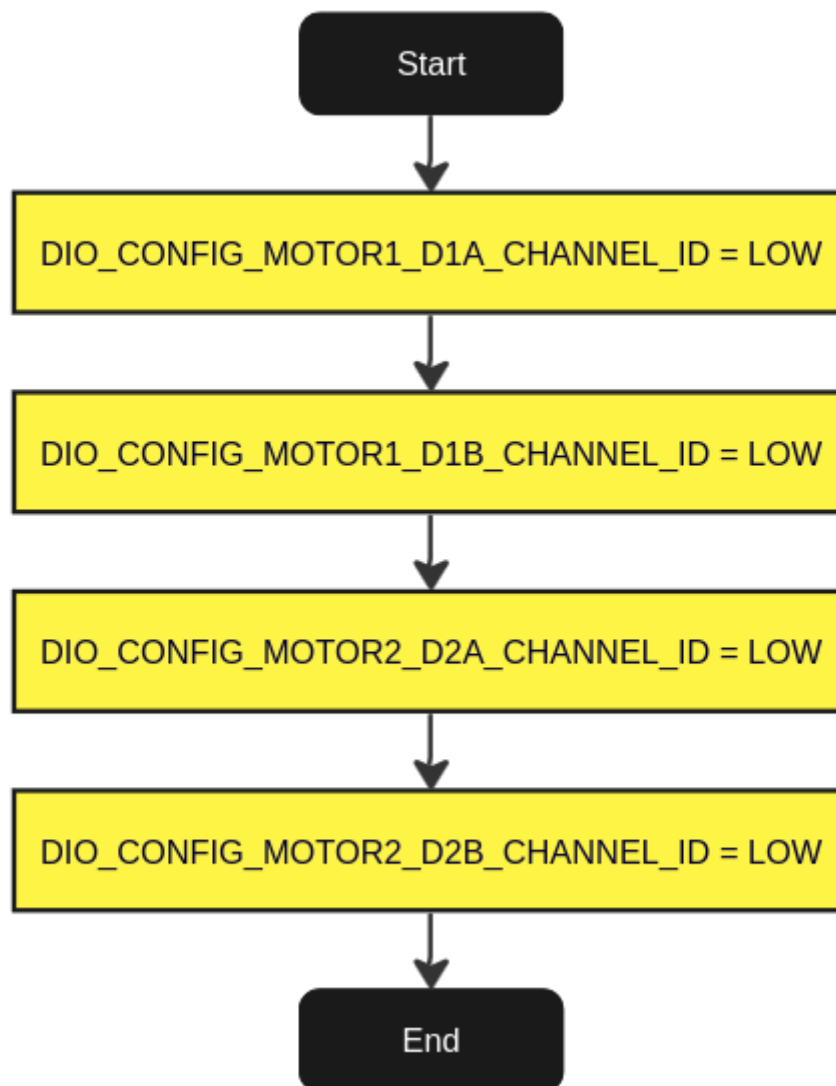 Start
DIO_CONFIG_MOTOR1_D1A_CHANNEL_ID = LOW
DIO_CONFIG_MOTOR1_D1B_CHANNEL_ID = LOW
DIO_CONFIG_MOTOR2_D2A_CHANNEL_ID = LOW
DIO_CONFIG_MOTOR2_D2B_CHANNEL_ID = LOW
End